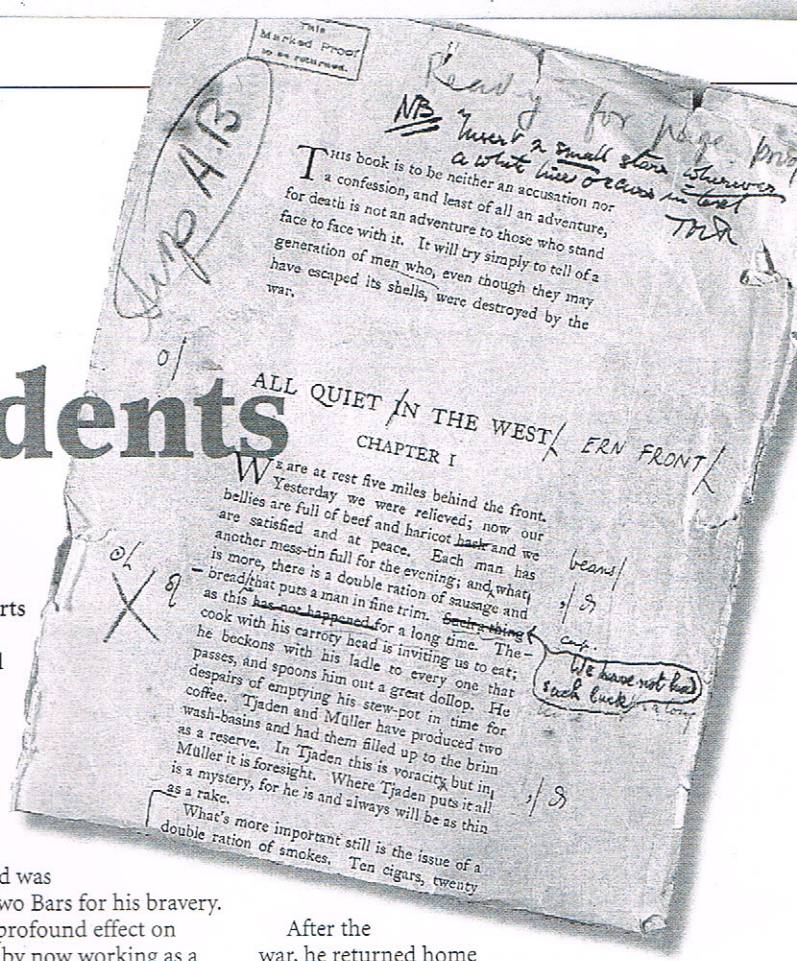 This
Marked Proof
to be returned.
Ready for page proo
NB Insert 2 small stars wherever
a white line occurs in text
A.B
THIS book is to be neither an accusation nor
a confession, and least of all an adventure,
for death is not an adventure to those who stand
face to face with it. It will try simply to tell of a
generation of men who, even though they may
have escaped its shells, were destroyed by the
war.
dents
ALL QUIET IN THE WEST ERN FRONT
CHAPTER I
WE are at rest five miles behind the front.
Yesterday we were relieved; now our
bellies are full of beef and haricot hack and we
beans
are satisfied and at peace. Each man has
another mess-tin full for the evening; and, what
is more, there is a double ration of sausage and
bread/that puts a man in fine trim. Such a thing
as this has not happened for a long time. The
We have not had
such luck
cook with his carroty head is inviting us to eat;
he beckons with his ladle to every one that
passes, and spoons him out a great dollop. He
despairs of emptying his stew-pot in time for
coffee. Tjaden and Müller have produced two
wash-basins and had them filled up to the brim
as a reserve. In Tjaden this is voracity, but in
Müller it is foresight. Where Tjaden puts it all
is a mystery, for he is and always will be as thin
as a rake.
What's more important still is the issue of a
double ration of smokes. Ten cigars, twenty
rts
d was
wo Bars for his bravery.
profound effect on
by now working as a
After the
war, he returned home